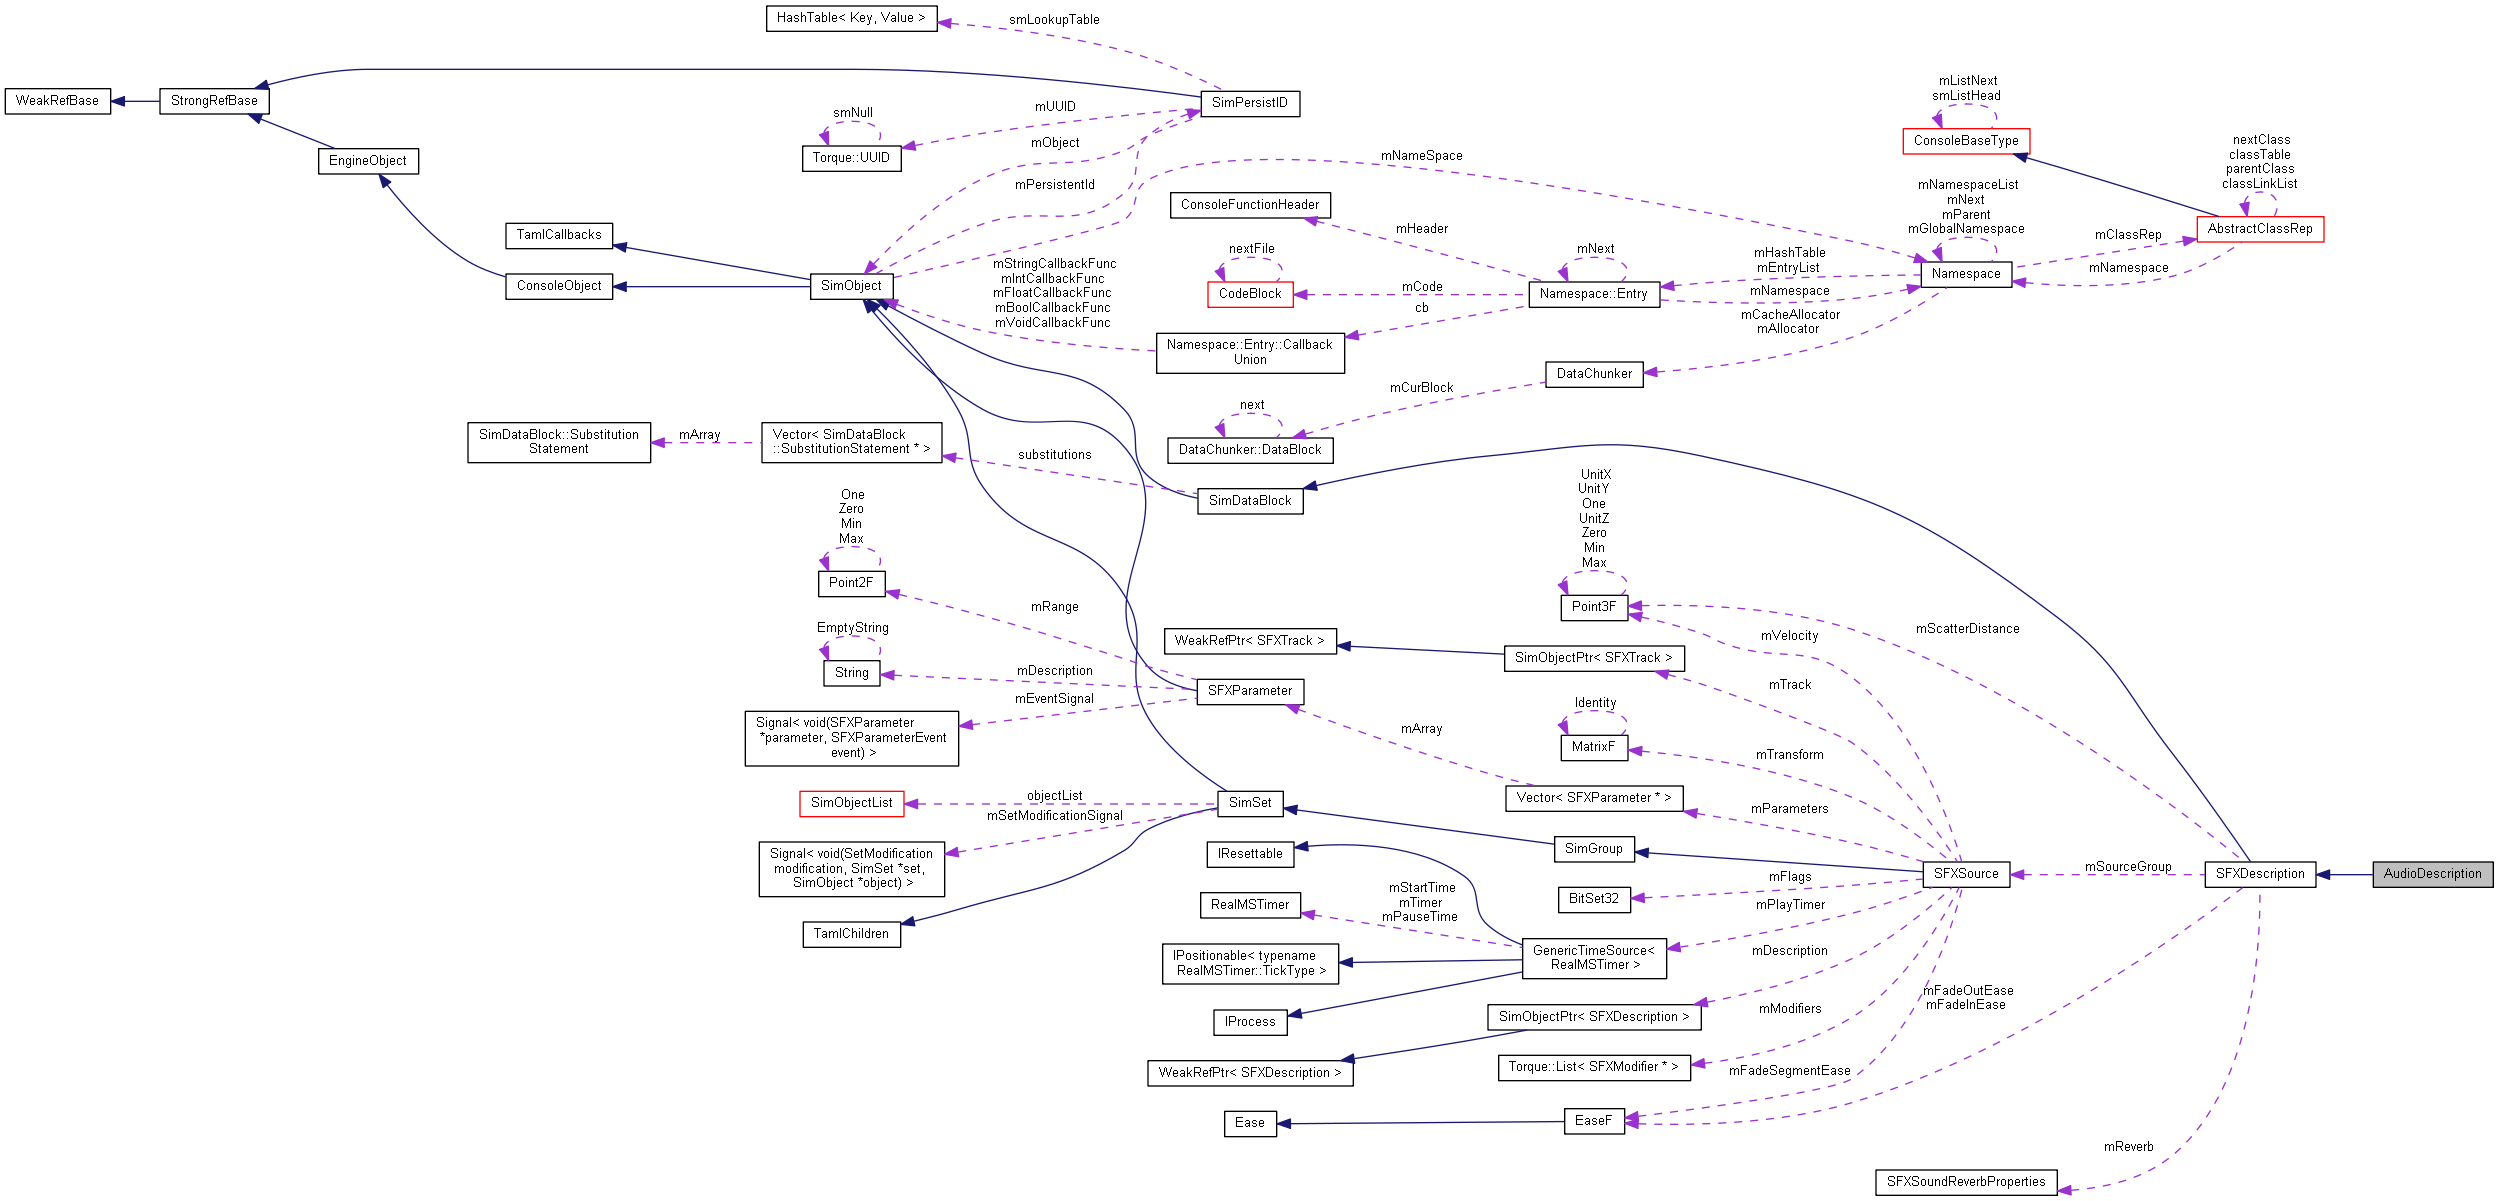 HashTable< Key, Value >
smLookupTable
WeakRefBase
StrongRefBase
SimPersistID
mUUID
smNull
Torque::UUID
mObject
EngineObject
mPersistentId
mNameSpace
mListNext
smListHead
ConsoleBaseType
nextClass
classTable
parentClass
classLinkList
AbstractClassRep
mNamespaceList
mNext
mParent
mGlobalNamespace
Namespace
mClassRep
mNamespace
ConsoleFunctionHeader
mHeader
nextFile
CodeBlock
mCode
cb
mNext
Namespace::Entry
mHashTable
mEntryList
mNamespace
mCacheAllocator
mAllocator
TamlCallbacks
ConsoleObject
SimObject
mStringCallbackFunc
mIntCallbackFunc
mFloatCallbackFunc
mBoolCallbackFunc
mVoidCallbackFunc
Namespace::Entry::Callback
Union
DataChunker
mCurBlock
next
DataChunker::DataBlock
SimDataBlock::Substitution
Statement
mArray
Vector< SimDataBlock
::SubstitutionStatement * >
substitutions
SimDataBlock
One
Zero
Min
Max
Point2F
mRange
EmptyString
String
mDescription
mEventSignal
Signal< void(SFXParameter
*parameter, SFXParameterEvent
event) >
SFXParameter
UnitX
UnitY
One
UnitZ
Zero
Min
Max
Point3F
mScatterDistance
mVelocity
WeakRefPtr< SFXTrack >
SimObjectPtr< SFXTrack >
mTrack
Identity
MatrixF
mTransform
mArray
Vector< SFXParameter * >
mParameters
SimObjectList
objectList
mSetModificationSignal
SimSet
Signal< void(SetModification
modification, SimSet *set,
SimObject *object) >
TamlChildren
SimGroup
IResettable
BitSet32
mFlags
SFXSource
mSourceGroup
SFXDescription
AudioDescription
RealMSTimer
mStartTime
mTimer
mPauseTime
mPlayTimer
GenericTimeSource<
RealMSTimer >
IPositionable< typename
RealMSTimer::TickType >
IProcess
mDescription
SimObjectPtr< SFXDescription >
WeakRefPtr< SFXDescription >
mModifiers
Torque::List< SFXModifier * >
mFadeOutEase
mFadeInEase
mFadeSegmentEase
Ease
EaseF
mReverb
SFXSoundReverbProperties